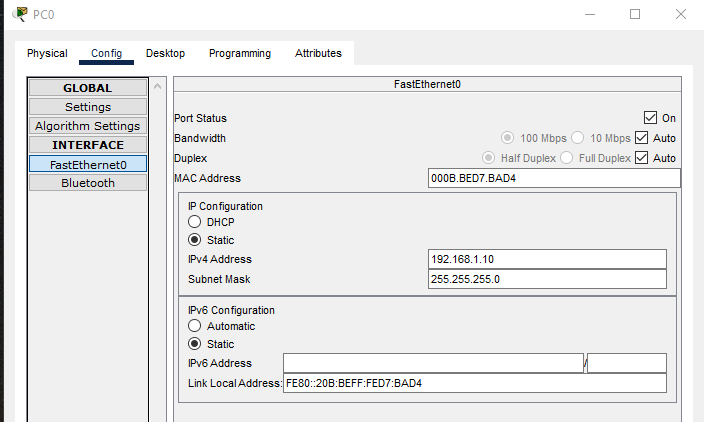 PC0
Physical Config Desktop Programming Attributes
GLOBAL
Settings
Algorithm Settings
INTERFACE
FastEthernet0
Bluetooth
FastEthernet0
Port Status On
Bandwidth 100 Mbps 10 Mbps Auto
Duplex Half Duplex Full Duplex Auto
MAC Address 000B.BED7.BAD4
IP Configuration
DHCP
Static
IPv4 Address 192.168.1.10
Subnet Mask 255.255.255.0
IPv6 Configuration
Automatic
Static
IPv6 Address /
Link Local Address: FE80::20B:BEFF:FED7:BAD4